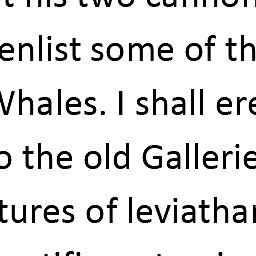 t his two cannon
enlist some of th
Whales. I shall ere
o the old Gallerie
tures of leviathan